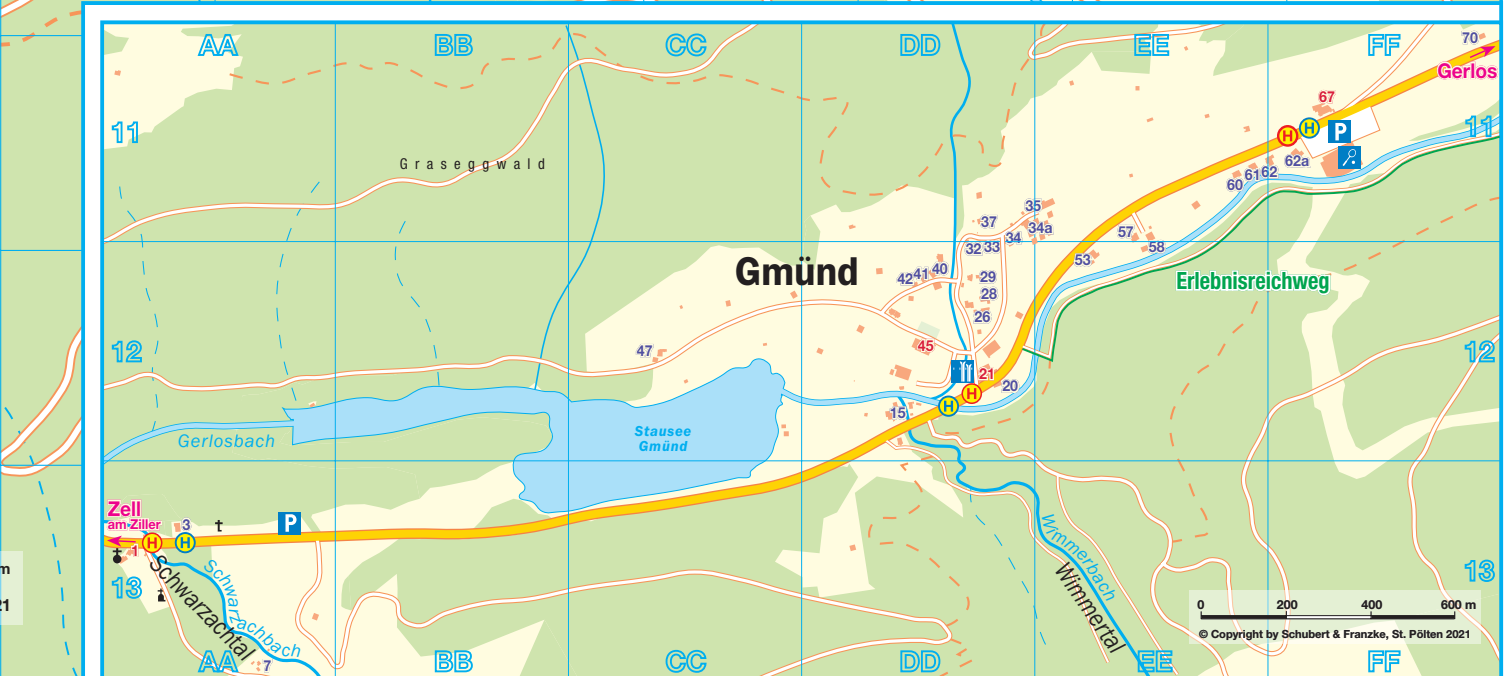 AA BB CC DD EE FF
70
Gerlos
67
11
H H P
11
Graseggwald
62a
61 62
60
35
37
34a
34
32 33
57
58
53
Gmünd
42 41 40
29
28
26
Erlebnisreichweg
12
47
45
12
21
20
H
H
15
Gerlosbach
Stausee
Gmünd
Zell
am Ziller
3
P
1
H H
13
Schwarzachtal
Schwarzachbach
7
Wimmerbach
Wimmertal
13
m
21
0 200 400 600 m
© Copyright by Schubert & Franzke, St. Pölten 2021
AA BB CC DD EE FF